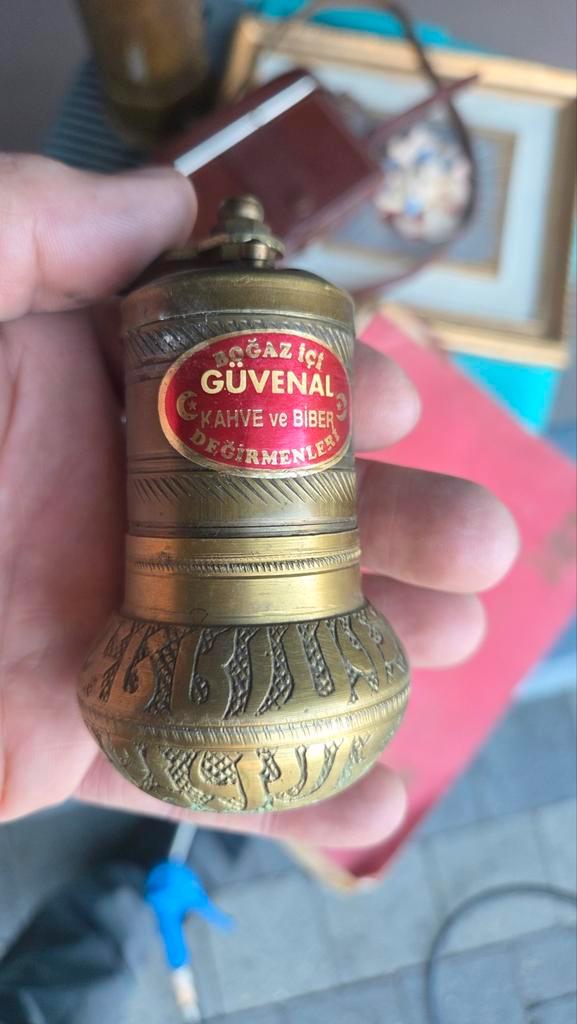 BOĞAZ İÇİ
GÜVENAL
KAHVE ve BİBER
DEĞİRMENLERİ